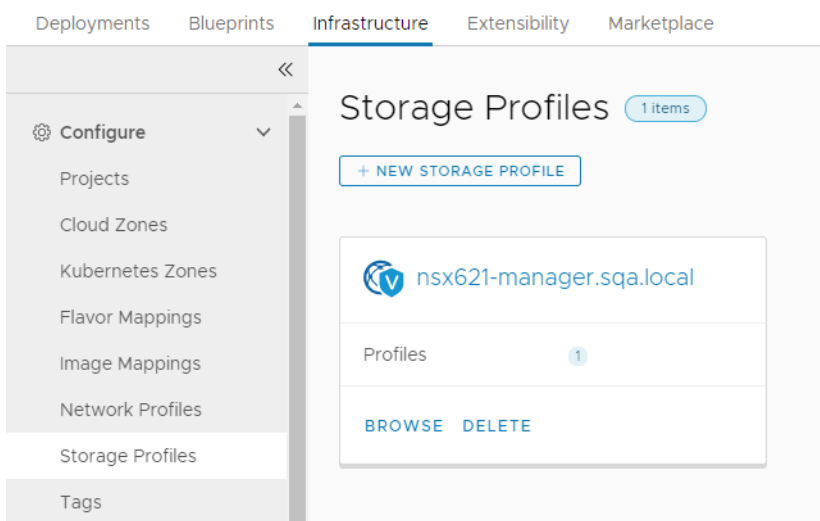 Deployments Blueprints Infrastructure Extensibility Marketplace
Configure
Projects
Cloud Zones
Kubernetes Zones
Flavor Mappings
Image Mappings
Network Profiles
Storage Profiles
Tags
Storage Profiles 1 items
+ NEW STORAGE PROFILE
nsx621-manager.sqa.local
Profiles 1
BROWSE DELETE